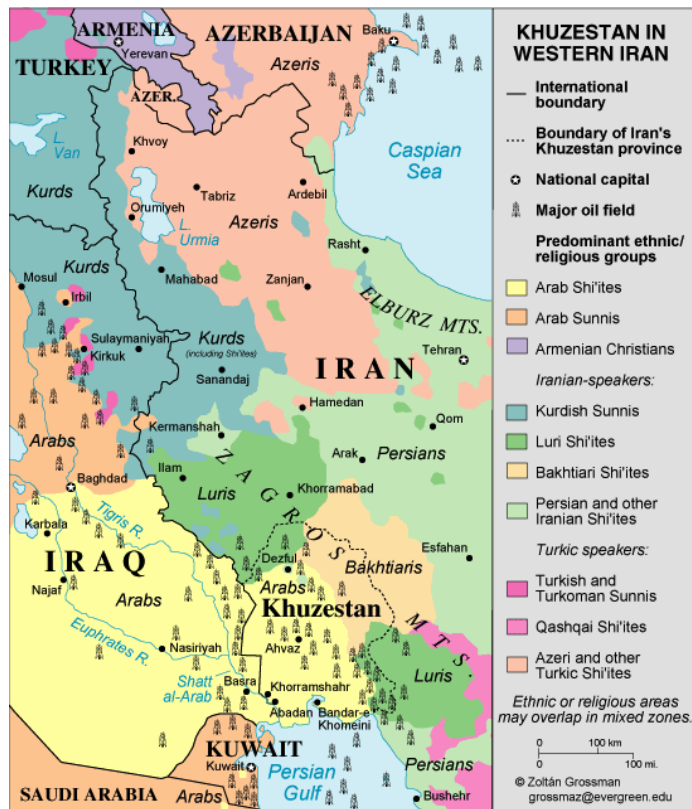 ARMENIA
Yerevan
TURKEY
AZERBAIJAN
Baku
Azeris
AZER.
L.
Van
Khvoy
Caspian
Sea
Kurds
Tabriz
Ardebil
Orumiyeh
Azeris
L.
Urmia
Rasht
Kurds
Mosul
Mahabad
Zanjan
Irbil
ELBURZ MTS.
Sulaymaniyah
Kirkuk
Kurds
(including Shi'ites)
Sanandaj
IRAN
Tehran
Hamedan
Kermanshah
Qom
Arabs
Arak
Persians
Ilam
ZAGROS
Baghdad
Luris
Khorramabad
Tigris R.
Karbala
Dezful
Bakhtiaris
Esfahan
IRAQ
Arabs
Najaf
Arabs
Khuzestan
Euphrates R.
Ahvaz
MTS.
Nasiriyah
Luris
Shatt
al-Arab
Basra
Khorramshahr
Abadan
Bandar-e
Khomeini
KUWAIT
Kuwait
Persian
Gulf
Persians
SAUDI ARABIA
Arabs
Bushehr
KHUZESTAN IN
WESTERN IRAN
International
boundary
Boundary of Iran's
Khuzestan province
National capital
Major oil field
Predominant ethnic/
religious groups
Arab Shi'ites
Arab Sunnis
Armenian Christians
Iranian-speakers:
Kurdish Sunnis
Luri Shi'ites
Bakhtiari Shi'ites
Persian and other
Iranian Shi'ites
Turkic speakers:
Turkish and
Turkoman Sunnis
Qashqai Shi'ites
Azeri and other
Turkic Shi'ites
Ethnic or religious areas
may overlap in mixed zones.
0 100 km
0 100 mi.
© Zoltán Grossman
grossmaz@evergreen.edu